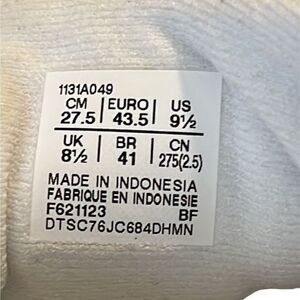 1131A049
CM EURO US
27.5 43.5 9½
UK BR CN
8½ 41 275(2.5)
MADE IN INDONESIA
FABRIQUE EN INDONESIE
F621123 BF
DTSC76JC684DHMN